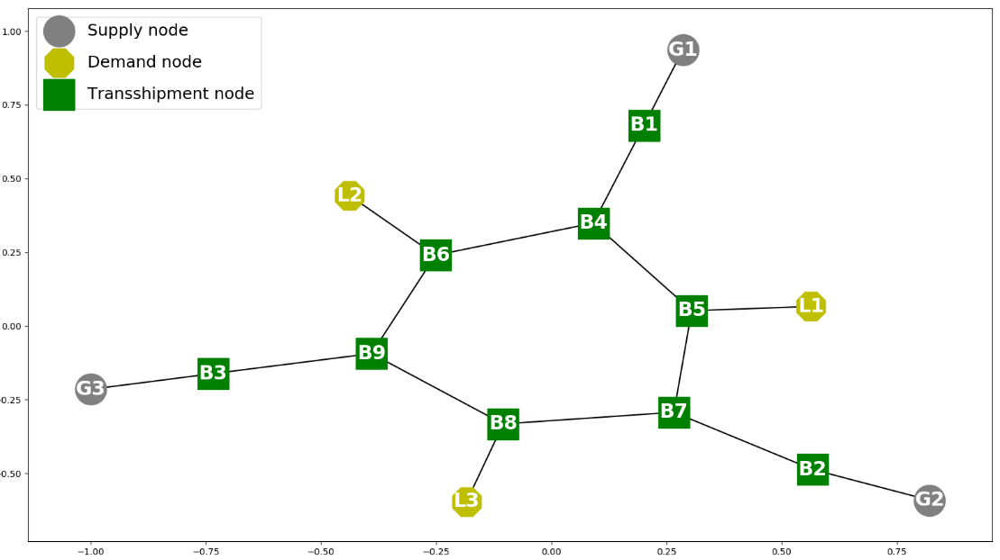 1.00
0.75
0.50
0.25
0.00
-0.25
-0.50
Supply node
Demand node
Transshipment node
G1
B1
L2
B4
B6
B5
L1
B9
B3
G3
B7
B8
B2
L3
G2
−1.00 −0.75 −0.50 −0.25 0.00 0.25 0.50 0.75